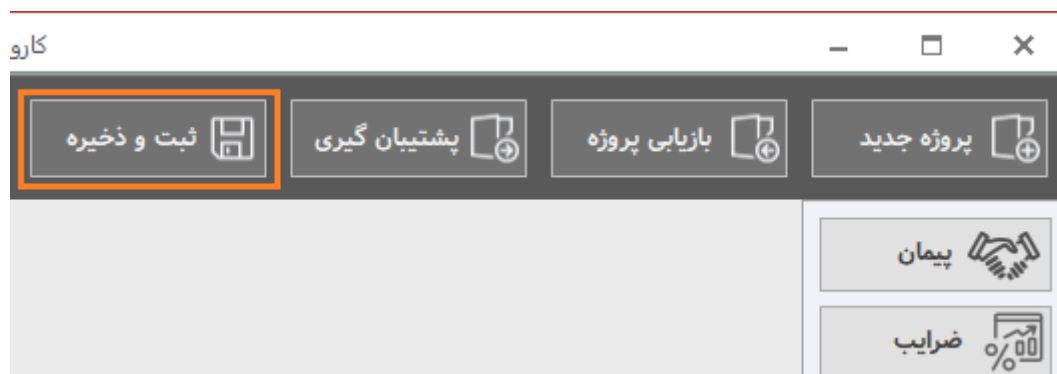 کارو
پروژه جدید
بازیابی پروژه
پشتیبان گیری
ثبت و ذخیره
پیمان
ضرایب